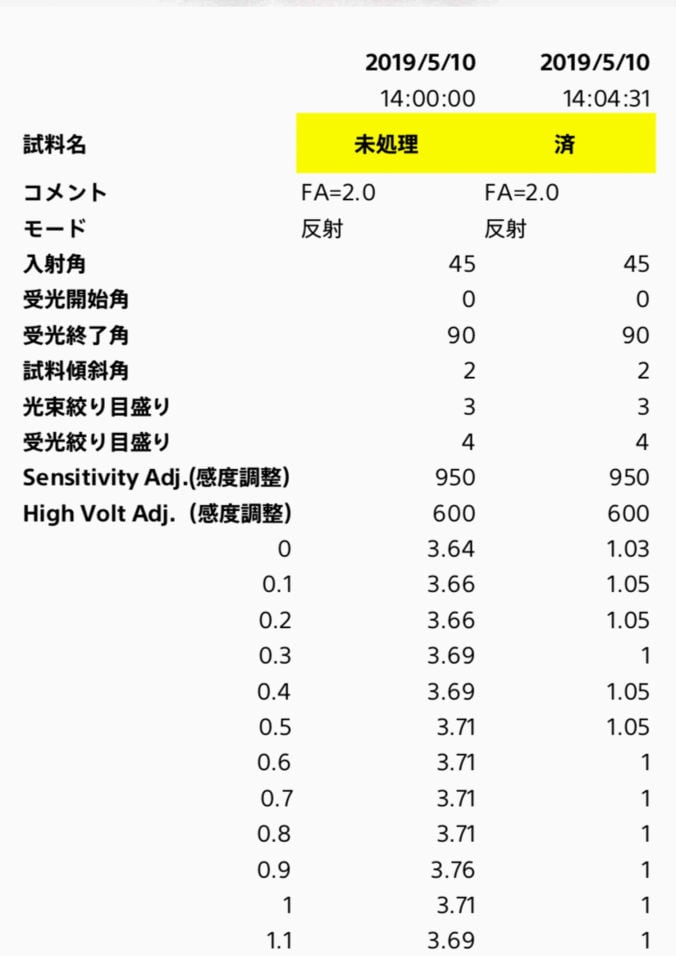 2019/5/10 2019/5/10
14:00:00 14:04:31
試料名 未処理 済
コメント FA=2.0 FA=2.0
モード 反射 反射
入射角 45 45
受光開始角 0 0
受光終了角 90 90
試料傾斜角 2 2
光束絞り目盛り 3 3
受光絞り目盛り 4 4
Sensitivity Adj.(感度調整) 950 950
High Volt Adj.（感度調整) 600 600
0 3.64 1.03
0.1 3.66 1.05
0.2 3.66 1.05
0.3 3.69 1
0.4 3.69 1.05
0.5 3.71 1.05
0.6 3.71 1
0.7 3.71 1
0.8 3.71 1
0.9 3.76 1
1 3.71 1
1.1 3.69 1